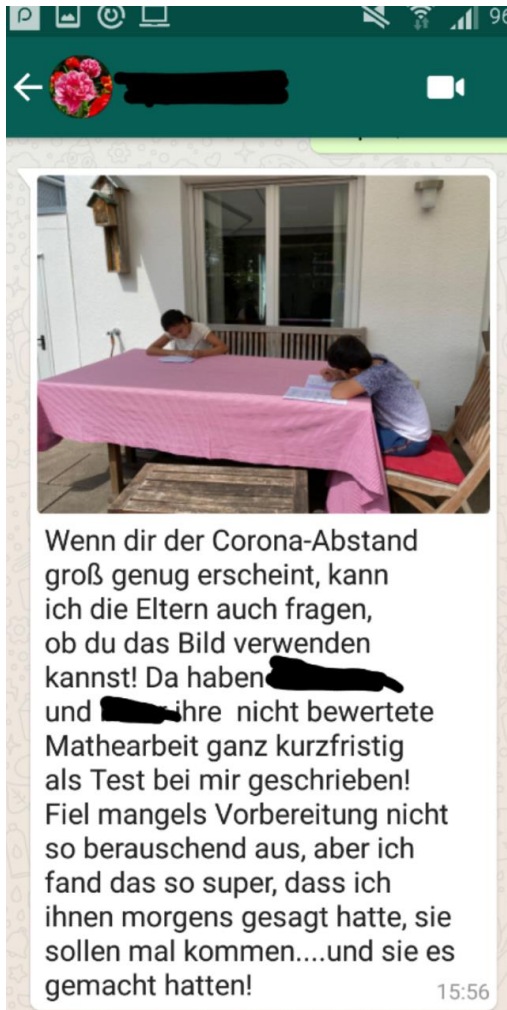 96
Wenn dir der Corona-Abstand
groß genug erscheint, kann
ich die Eltern auch fragen,
ob du das Bild verwenden
kannst! Da haben
und ihre nicht bewertete
Mathearbeit ganz kurzfristig
als Test bei mir geschrieben!
Fiel mangels Vorbereitung nicht
so berauschend aus, aber ich
fand das so super, dass ich
ihnen morgens gesagt hatte, sie
sollen mal kommen....und sie es
gemacht hatten!
15:56